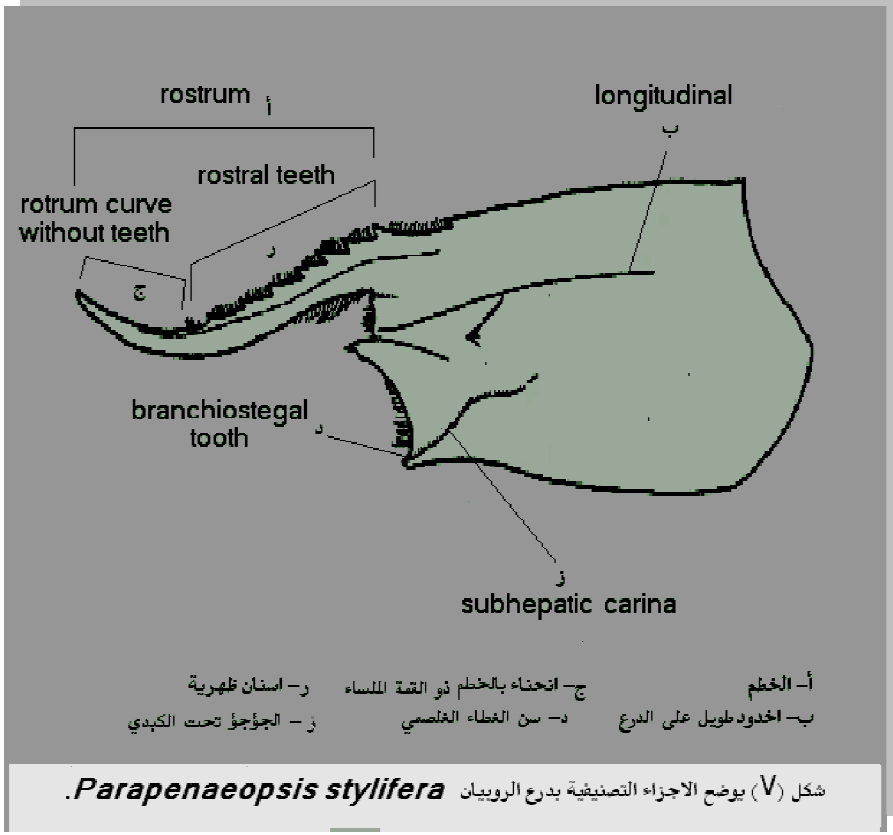 rostrum أ
longitudinal
ب
rostral teeth
rotrum curve
without teeth
ر
ج
branchiostegal
tooth
د
ز
subhepatic carina
أ– الخطم ج– انحناء بالخطم ذو القمة الملساء ر– اسنان ظهرية
ب– اخدود طويل على الدرع د– سن الغطاء الغلصمي ز– الجؤجؤ تحت الكبدي
شكل (٧) يوضح الاجزاء التصنيفية بدرع الروبيان Parapenaeopsis stylifera.